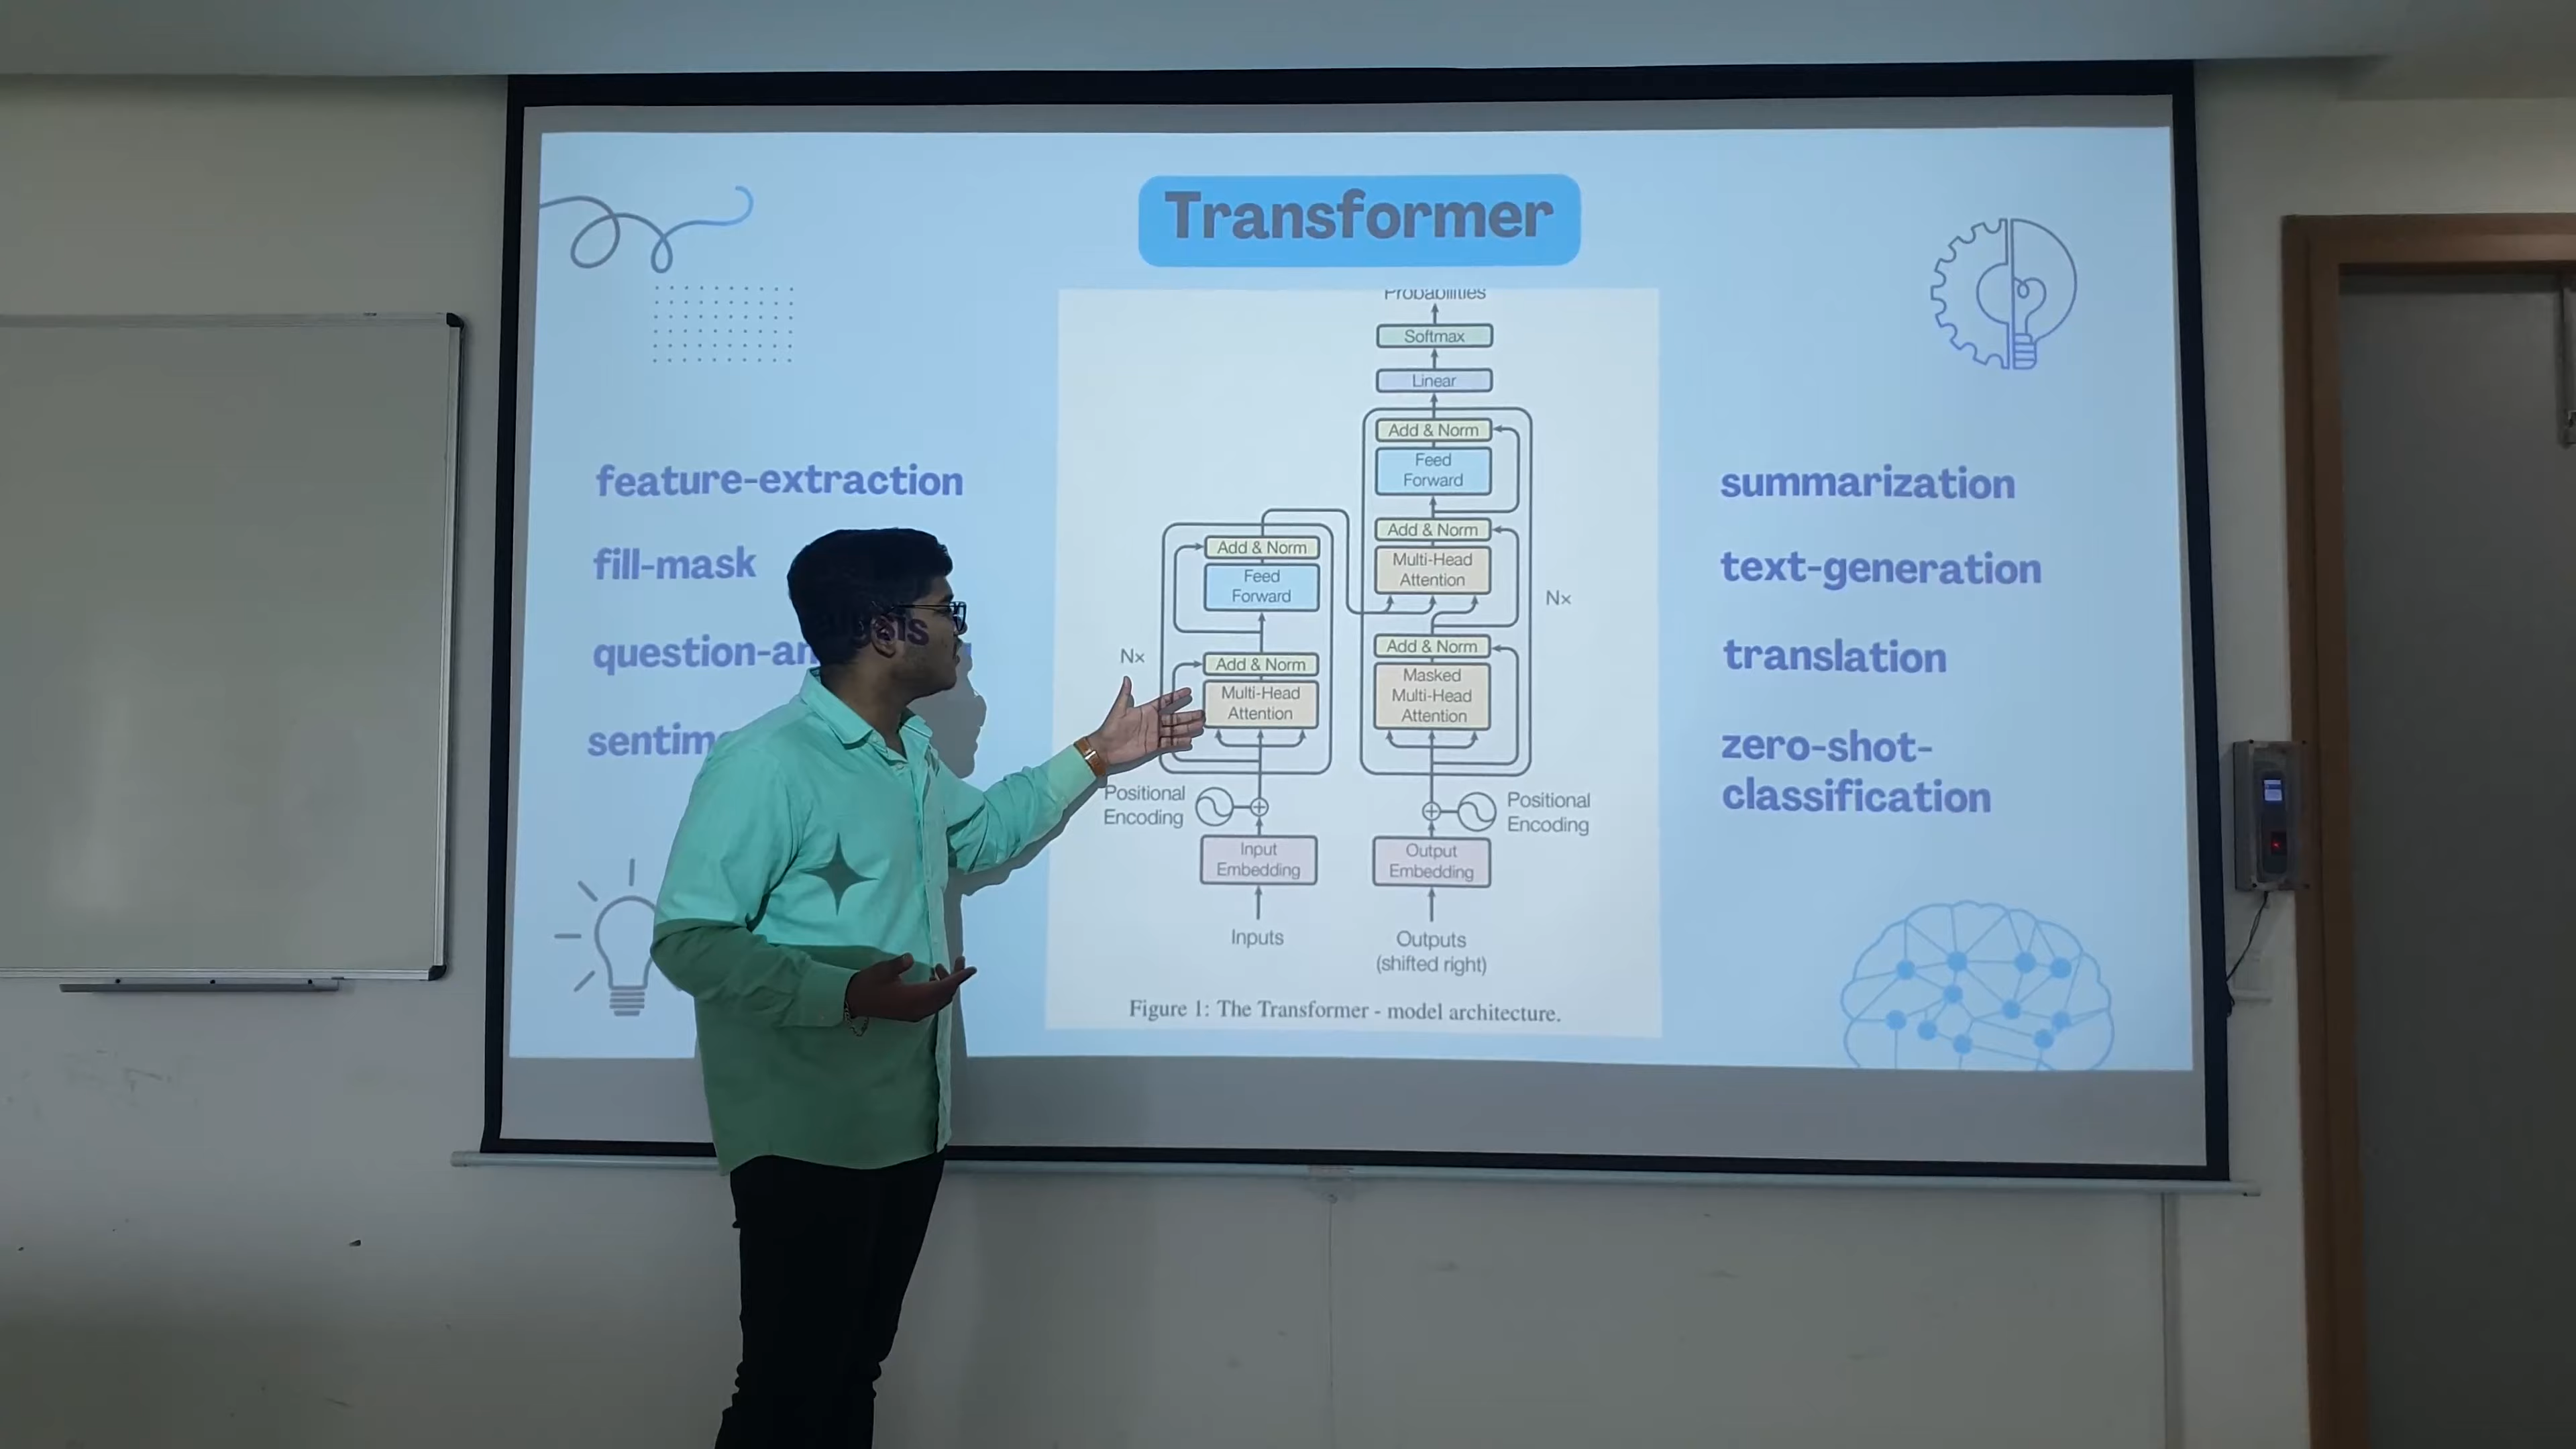 Transformer
feature-extraction
fill-mask
summarization
text-generation
translation
zero-shot-
classification
Probabilities
Softmax
Linear
Add & Norm
Feed
Forward
Add & Norm
Multi-Head
Attention
Add & Norm
Masked
Multi-Head
Attention
Nx
Positional
Encoding
Output
Embedding
Outputs
(shifted right)
Add & Norm
Feed
Forward
Add & Norm
Multi-Head
Attention
Nx
Positional
Encoding
Input
Embedding
Inputs
Figure 1: The Transformer - model architecture.